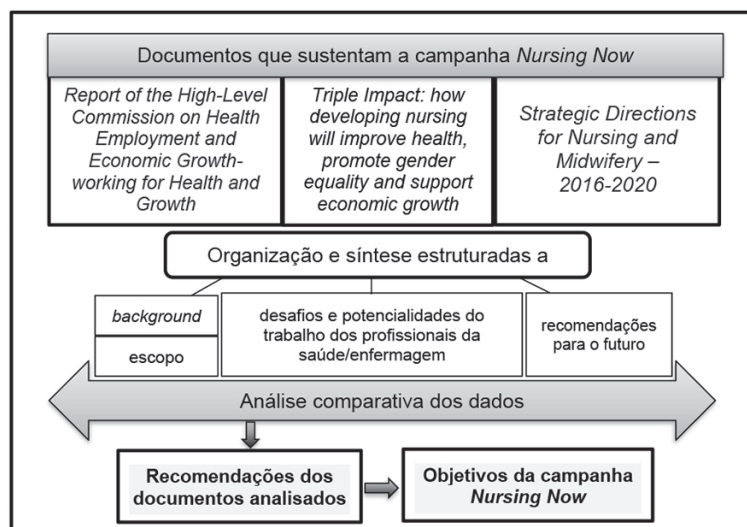 Documentos que sustentam a campanha Nursing Now
Report of the High-Level
Commission on Health
Employment and
Economic Growth-
working for Health and
Growth
Triple Impact: how
developing nursing
will improve health,
promote gender
equality and support
economic growth
Strategic Directions
for Nursing and
Midwifery –
2016-2020
Organização e síntese estruturadas a
background
escopo
desafios e potencialidades do
trabalho dos profissionais da
saúde/enfermagem
recomendações
para o futuro
Análise comparativa dos dados
Recomendações dos
documentos analisados
Objetivos da campanha
Nursing Now